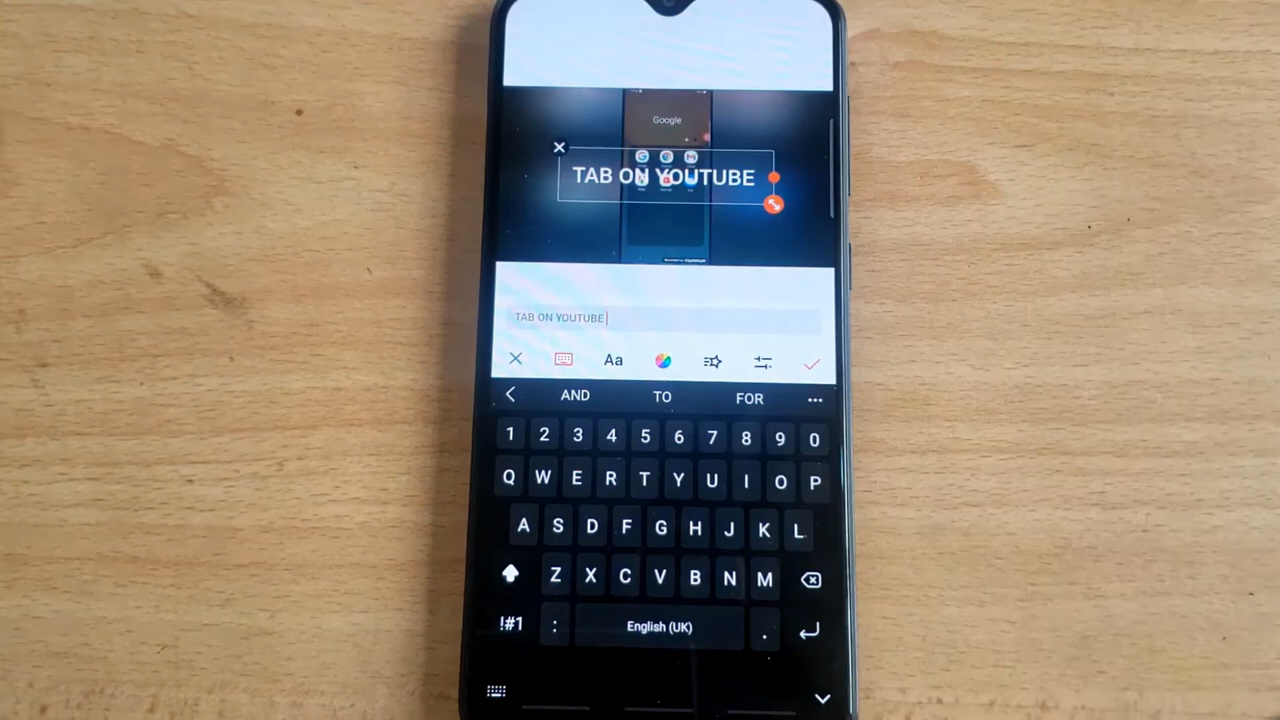 Google
TAB ON YOUTUBE
TAB ON YOUTUBE
Aa
AND TO FOR
1 2 3 4 5 6 7 8 9 0
Q W E R T Y U I O P
A S D F G H J K L
Z X C V B N M
!#1 : English (UK) .